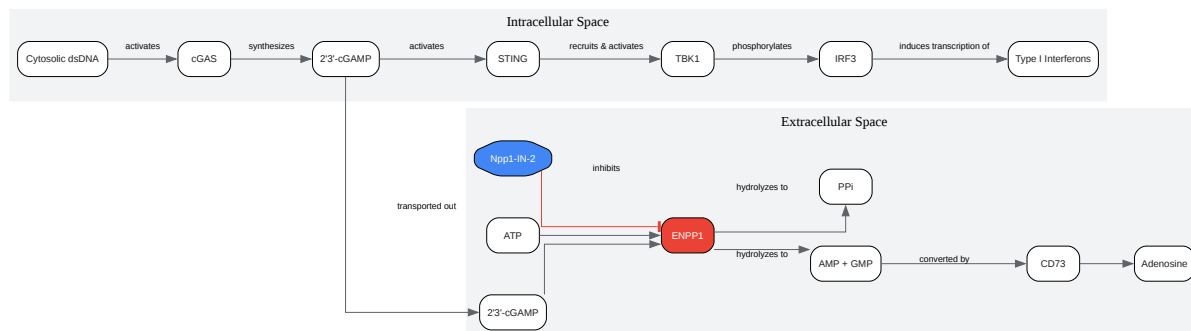 Intracellular Space
activates
synthesizes
activates
recruits & activates
phosphorylates
induces transcription of
Cytosolic dsDNA
cGAS
2'3'-cGAMP
STING
TBK1
IRF3
Type I Interferons
Extracellular Space
Npp1-IN-2
inhibits
hydrolyzes to
PPi
transported out
ATP
ENPP1
hydrolyzes to
AMP + GMP
converted by
CD73
Adenosine
2'3'-cGAMP